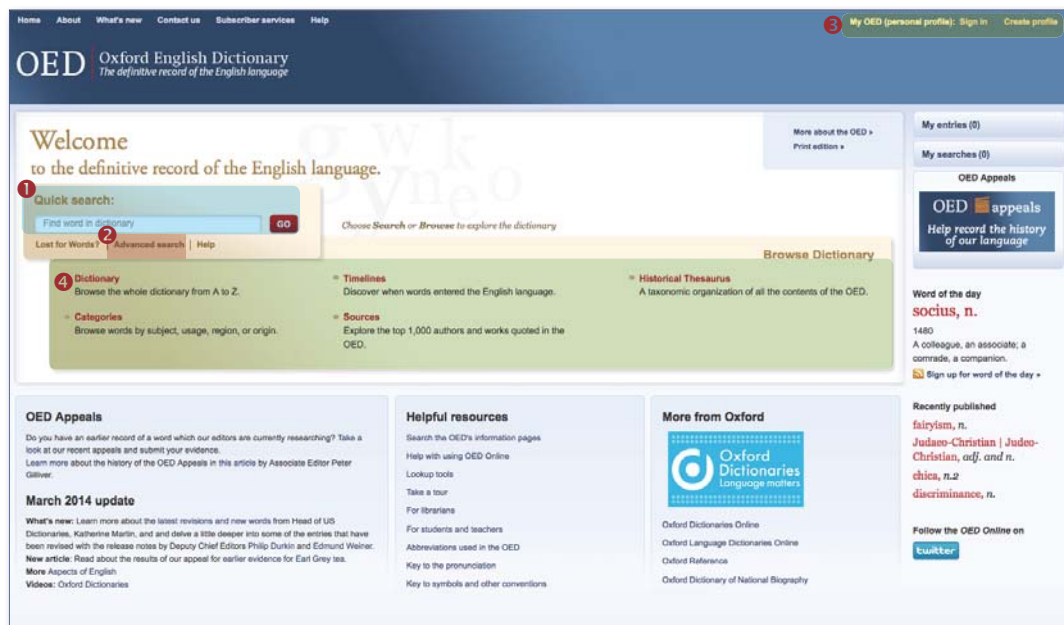 Home About What's new Contact us Subscriber services Help
❸ My OED (personal profile): Sign in Create profile
OED Oxford English Dictionary
The definitive record of the English language
Welcome
to the definitive record of the English language.
More about the OED »
Print edition »
❶
Quick search:
Find word in dictionary GO
❷
Lost for Words? | Advanced search | Help
Choose Search or Browse to explore the dictionary
Browse Dictionary
❹ Dictionary
Browse the whole dictionary from A to Z.
» Categories
Browse words by subject, usage, region, or origin.
» Timelines
Discover when words entered the English language.
» Sources
Explore the top 1,000 authors and works quoted in the
OED.
» Historical Thesaurus
A taxonomic organization of all the contents of the OED.
My entries (0)
My searches (0)
OED Appeals
OED appeals
Help record the history
of our language
Word of the day
socius, n.
1480
A colleague, an associate; a
comrade, a companion.
Sign up for word of the day »
Recently published
fairyism, n.
Judaeo-Christian | Judeo-
Christian, adj. and n.
chica, n.2
discriminance, n.
Follow the OED Online on
twitter
OED Appeals
Do you have an earlier record of a word which our editors are currently researching? Take a
look at our recent appeals and submit your evidence.
Learn more about the history of the OED Appeals in this article by Associate Editor Peter
Gilliver.
March 2014 update
What's new: Learn more about the latest revisions and new words from Head of US
Dictionaries, Katherine Martin, and and delve a little deeper into some of the entries that have
been revised with the release notes by Deputy Chief Editors Philip Durkin and Edmund Weiner.
New article: Read about the results of our appeal for earlier evidence for Earl Grey tea.
More Aspects of English
Videos: Oxford Dictionaries
Helpful resources
Search the OED's information pages
Help with using OED Online
Lookup tools
Take a tour
For librarians
For students and teachers
Abbreviations used in the OED
Key to the pronunciation
Key to symbols and other conventions
More from Oxford
Oxford
Dictionaries
Language matters
Oxford Dictionaries Online
Oxford Language Dictionaries Online
Oxford Reference
Oxford Dictionary of National Biography